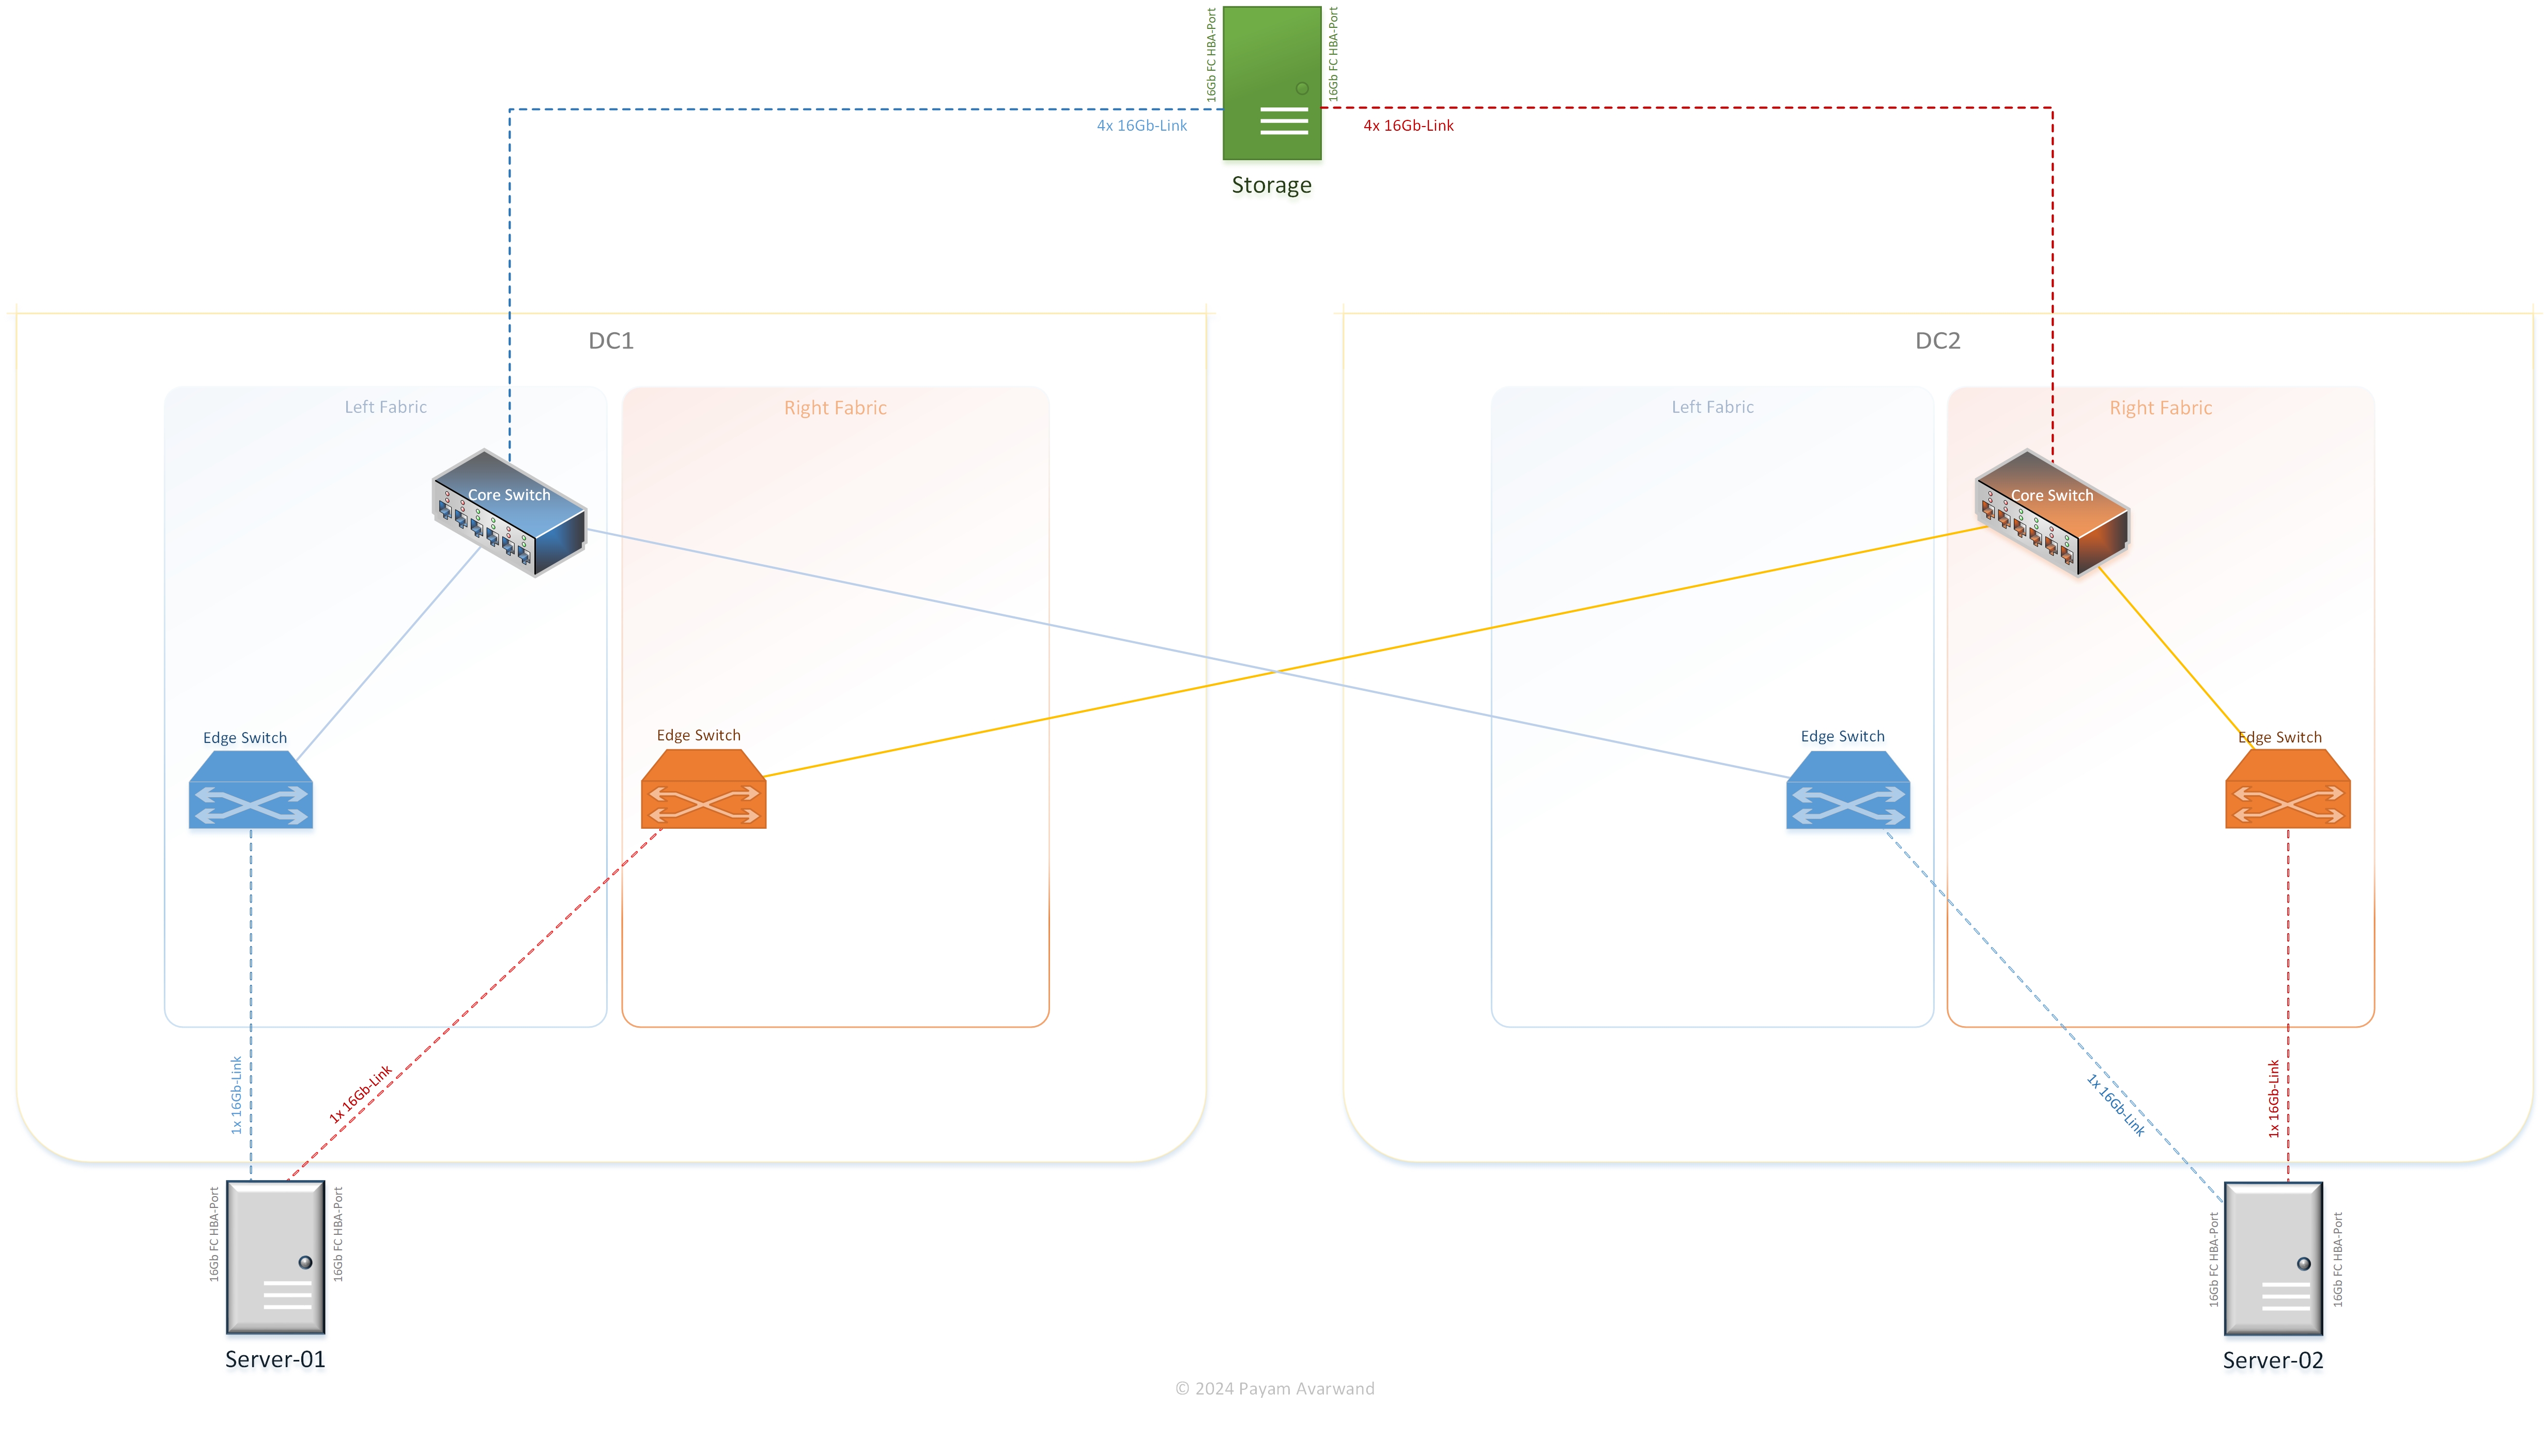 16Gb FC HBA-Port
16Gb FC HBA-Port
4x 16Gb-Link
4x 16Gb-Link
Storage
DC1
DC2
Left Fabric
Right Fabric
Left Fabric
Right Fabric
Core Switch
Core Switch
Edge Switch
Edge Switch
Edge Switch
Edge Switch
1x 16Gb-Link
1x 16Gb-Link
1x 16Gb-Link
1x 16Gb-Link
16Gb FC HBA-Port
16Gb FC HBA-Port
16Gb FC HBA-Port
16Gb FC HBA-Port
Server-01
Server-02
© 2024 Payam Avarwand